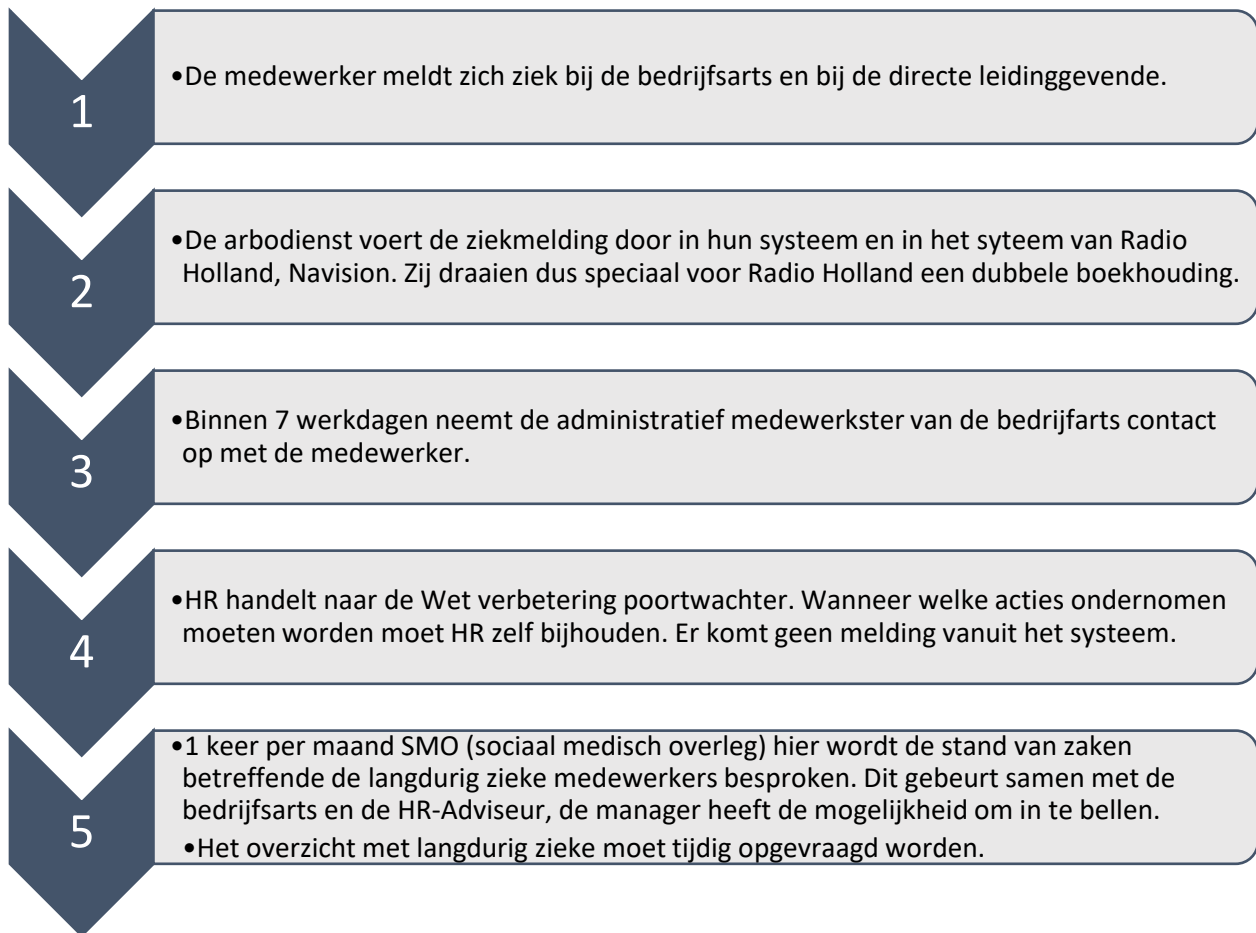 1
•De medewerker meldt zich ziek bij de bedrijfsarts en bij de directe leidinggevende.
2
•De arbodienst voert de ziekmelding door in hun systeem en in het syteem van Radio
Holland, Navision. Zij draaien dus speciaal voor Radio Holland een dubbele boekhouding.
3
•Binnen 7 werkdagen neemt de administratief medewerkster van de bedrijfarts contact
op met de medewerker.
4
•HR handelt naar de Wet verbetering poortwachter. Wanneer welke acties ondernomen
moeten worden moet HR zelf bijhouden. Er komt geen melding vanuit het systeem.
5
•1 keer per maand SMO (sociaal medisch overleg) hier wordt de stand van zaken
betreffende de langdurig zieke medewerkers besproken. Dit gebeurt samen met de
bedrijfsarts en de HR-Adviseur, de manager heeft de mogelijkheid om in te bellen.
•Het overzicht met langdurig zieke moet tijdig opgevraagd worden.